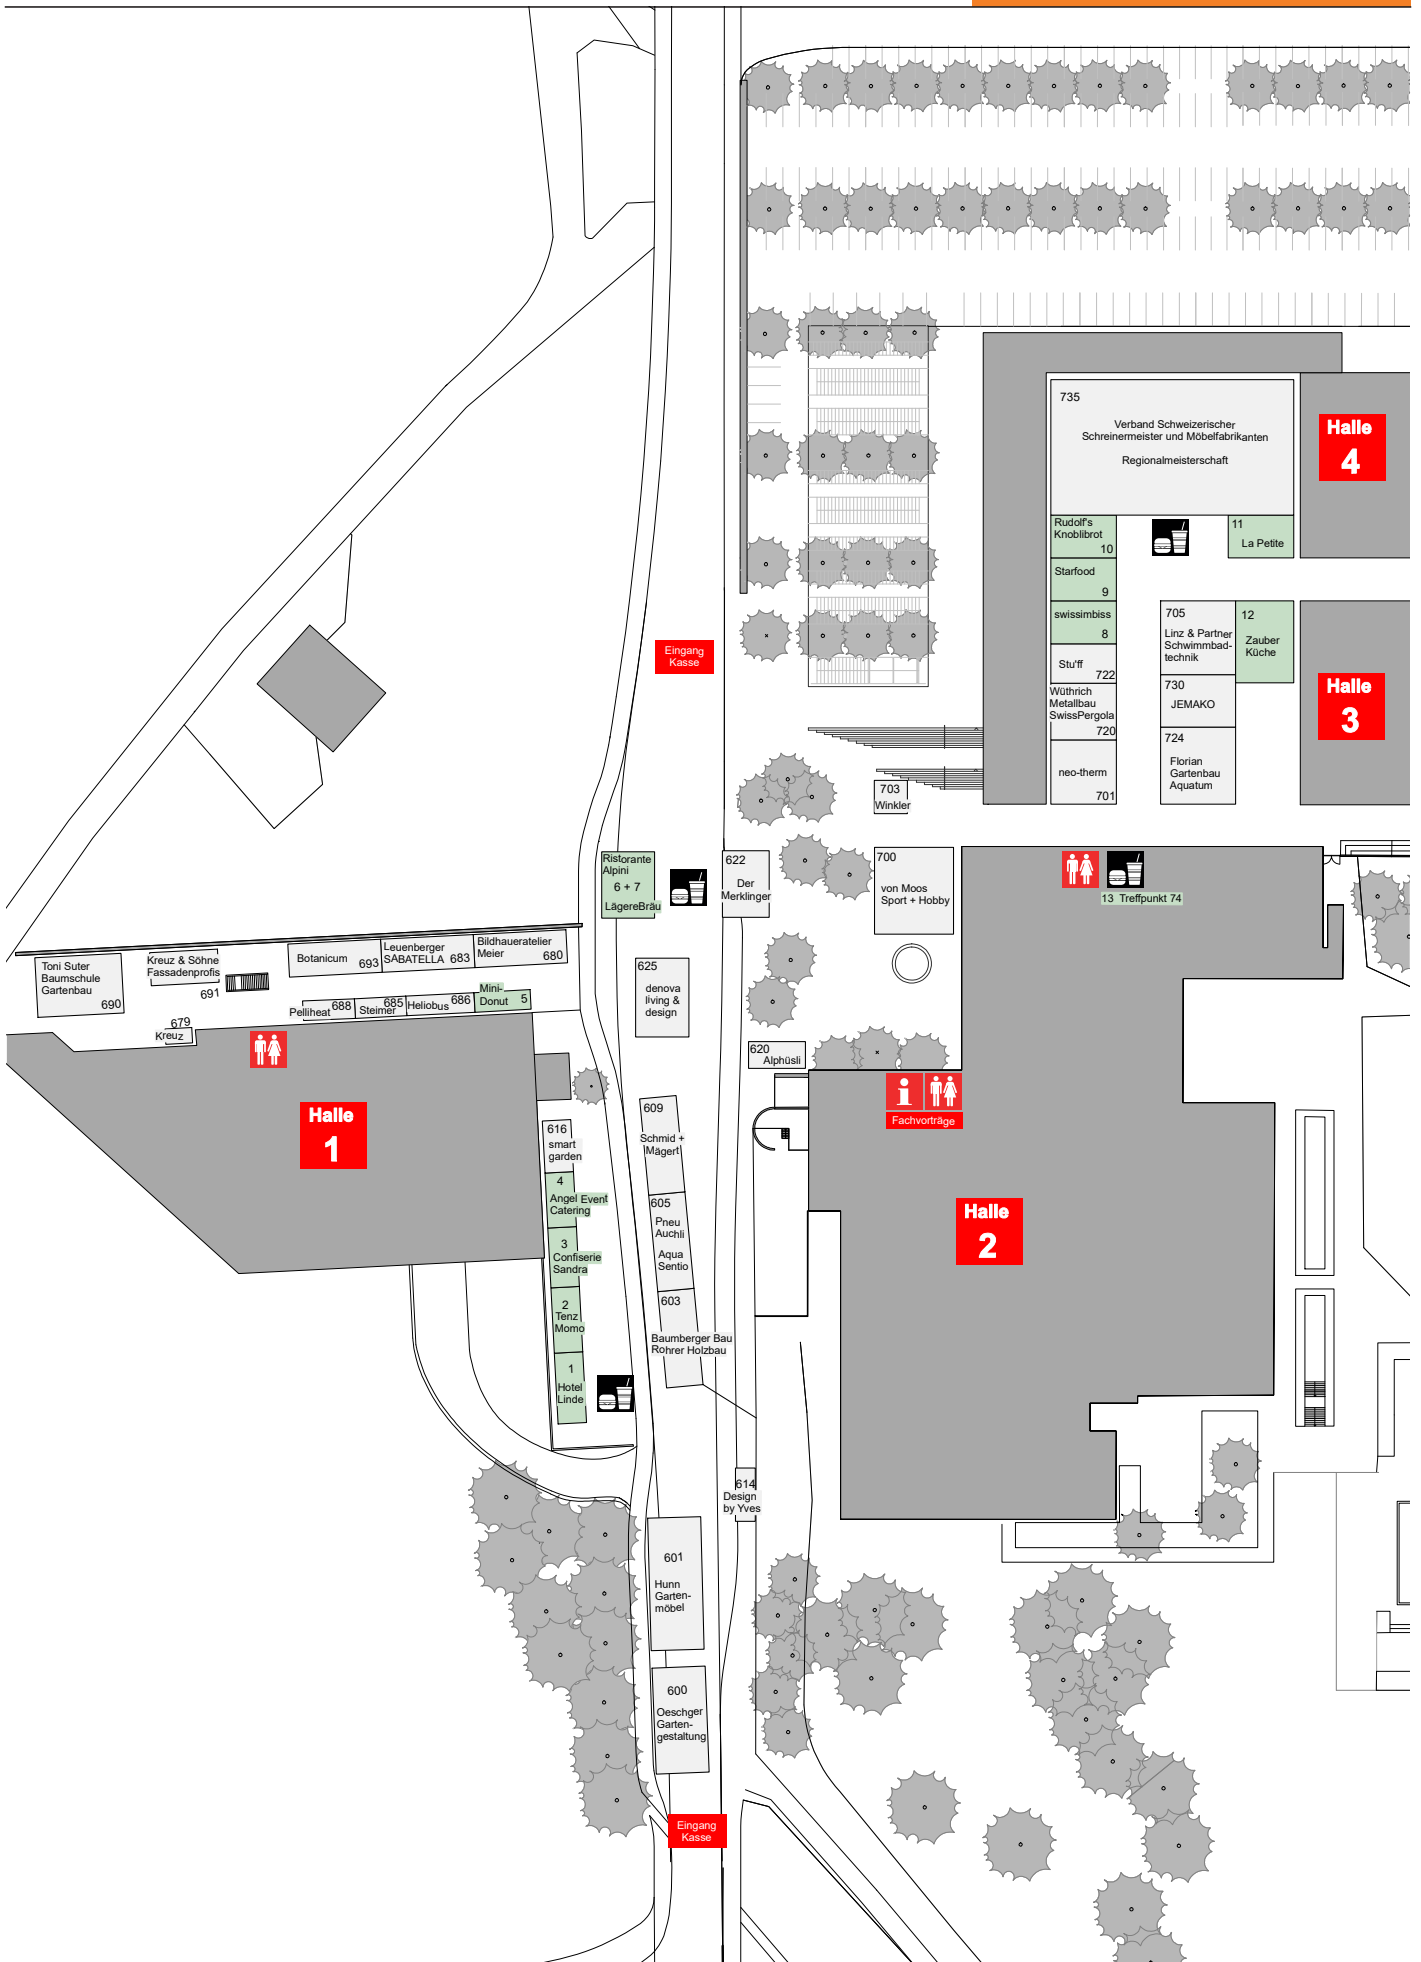 735
Verband Schweizerischer
Schreinermeister und Möbelfabrikanten
Regionalmeisterschaft
Halle
4
Rudolf's
Knoblibrot
10
11
La Petite
Starfood
9
swissimbiss
8
705
Linz & Partner
Schwimmbad-
technik
12
Zauber
Küche
Eingang
Kasse
Stu'ff
722
Wüthrich
Metallbau
SwissPergola
720
730
JEMAKO
Halle
3
724
Florian
Gartenbau
Aquatum
neo-therm
701
703
Winkler
Ristorante
Alpini
6 + 7
LägereBräu
622
Der
Merklinger
700
von Moos
Sport + Hobby
13 Treffpunkt 74
Toni Suter
Baumschule
Gartenbau
690
Kreuz & Söhne
Fassadenprofis
691
Botanicum
693
Leuenberger
SABATELLA 683
Bildhaueratelier
Meier
680
625
denova
living &
design
Pelliheat 688
Steimer 685
Heliobus 686
Mini-
Donut 5
679
Kreuz
620
Alphüsli
i
Fachvorträge
Halle
1
616
smart
garden
609
Schmid +
Mägert
4
Angel Event
Catering
605
Pneu
Auchli
Aqua
Sentio
3
Confiserie
Sandra
Halle
2
2
Tenz
Momo
603
Baumberger Bau
Rohrer Holzbau
1
Hotel
Linde
614
Design
by Yves
601
Hunn
Garten-
möbel
600
Oeschger
Garten-
gestaltung
Eingang
Kasse